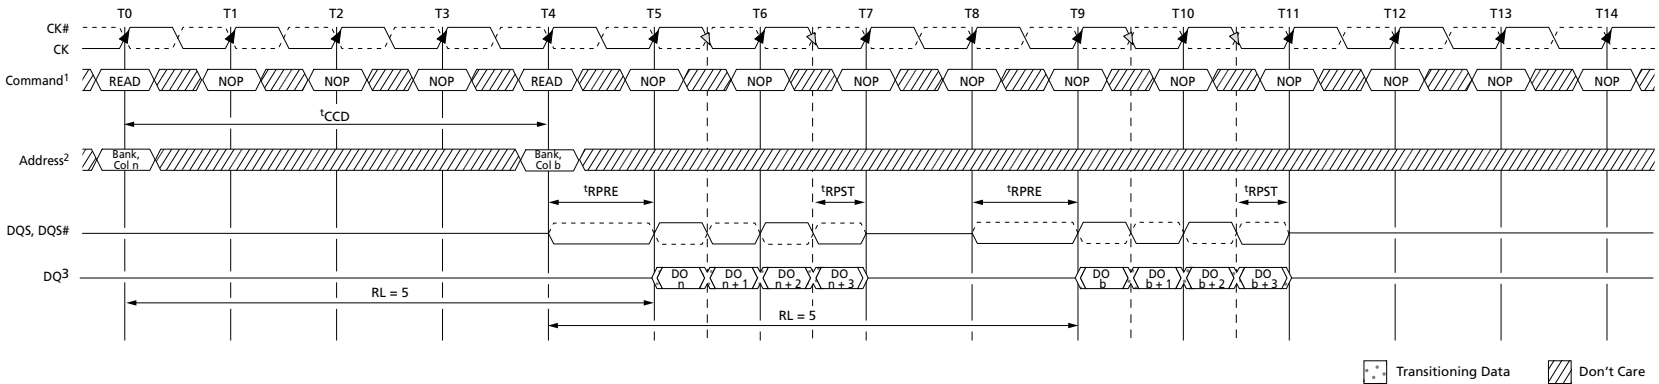 T0 T1 T2 T3 T4 T5 T6 T7 T8 T9 T10 T11 T12 T13 T14
CK#
CK
Command1 READ NOP NOP NOP READ NOP NOP NOP NOP NOP NOP NOP NOP NOP NOP
tCCD
Address2
Bank,
Col n
Bank,
Col b
tRPRE tRPST tRPRE tRPST
DQS, DQS#
DQ3
DO
n
DO
n + 1
DO
n + 2
DO
n + 3
DO
b
DO
b + 1
DO
b + 2
DO
b + 3
RL = 5
RL = 5
Transitioning Data Don't Care